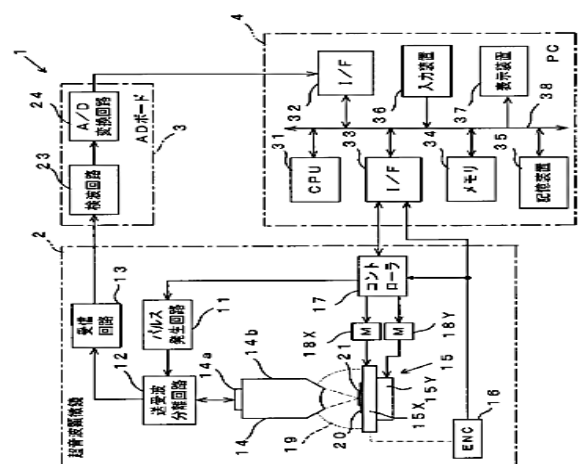 1
2
超音波顕微鏡
受信
回路
13
パルス
発生回路
11
送受波
分離回路
12
14a
14b
14
19
20
21
コント
ローラ
17
M
18X
M
18Y
15
15X
15Y
ENC
16
検波回路
23
A/D
変換回路
24
ADボード
3
4
CPU
31
I/F
32
I/F
33
メモリ
34
記憶装置
35
入力装置
36
表示装置
37
38
PC